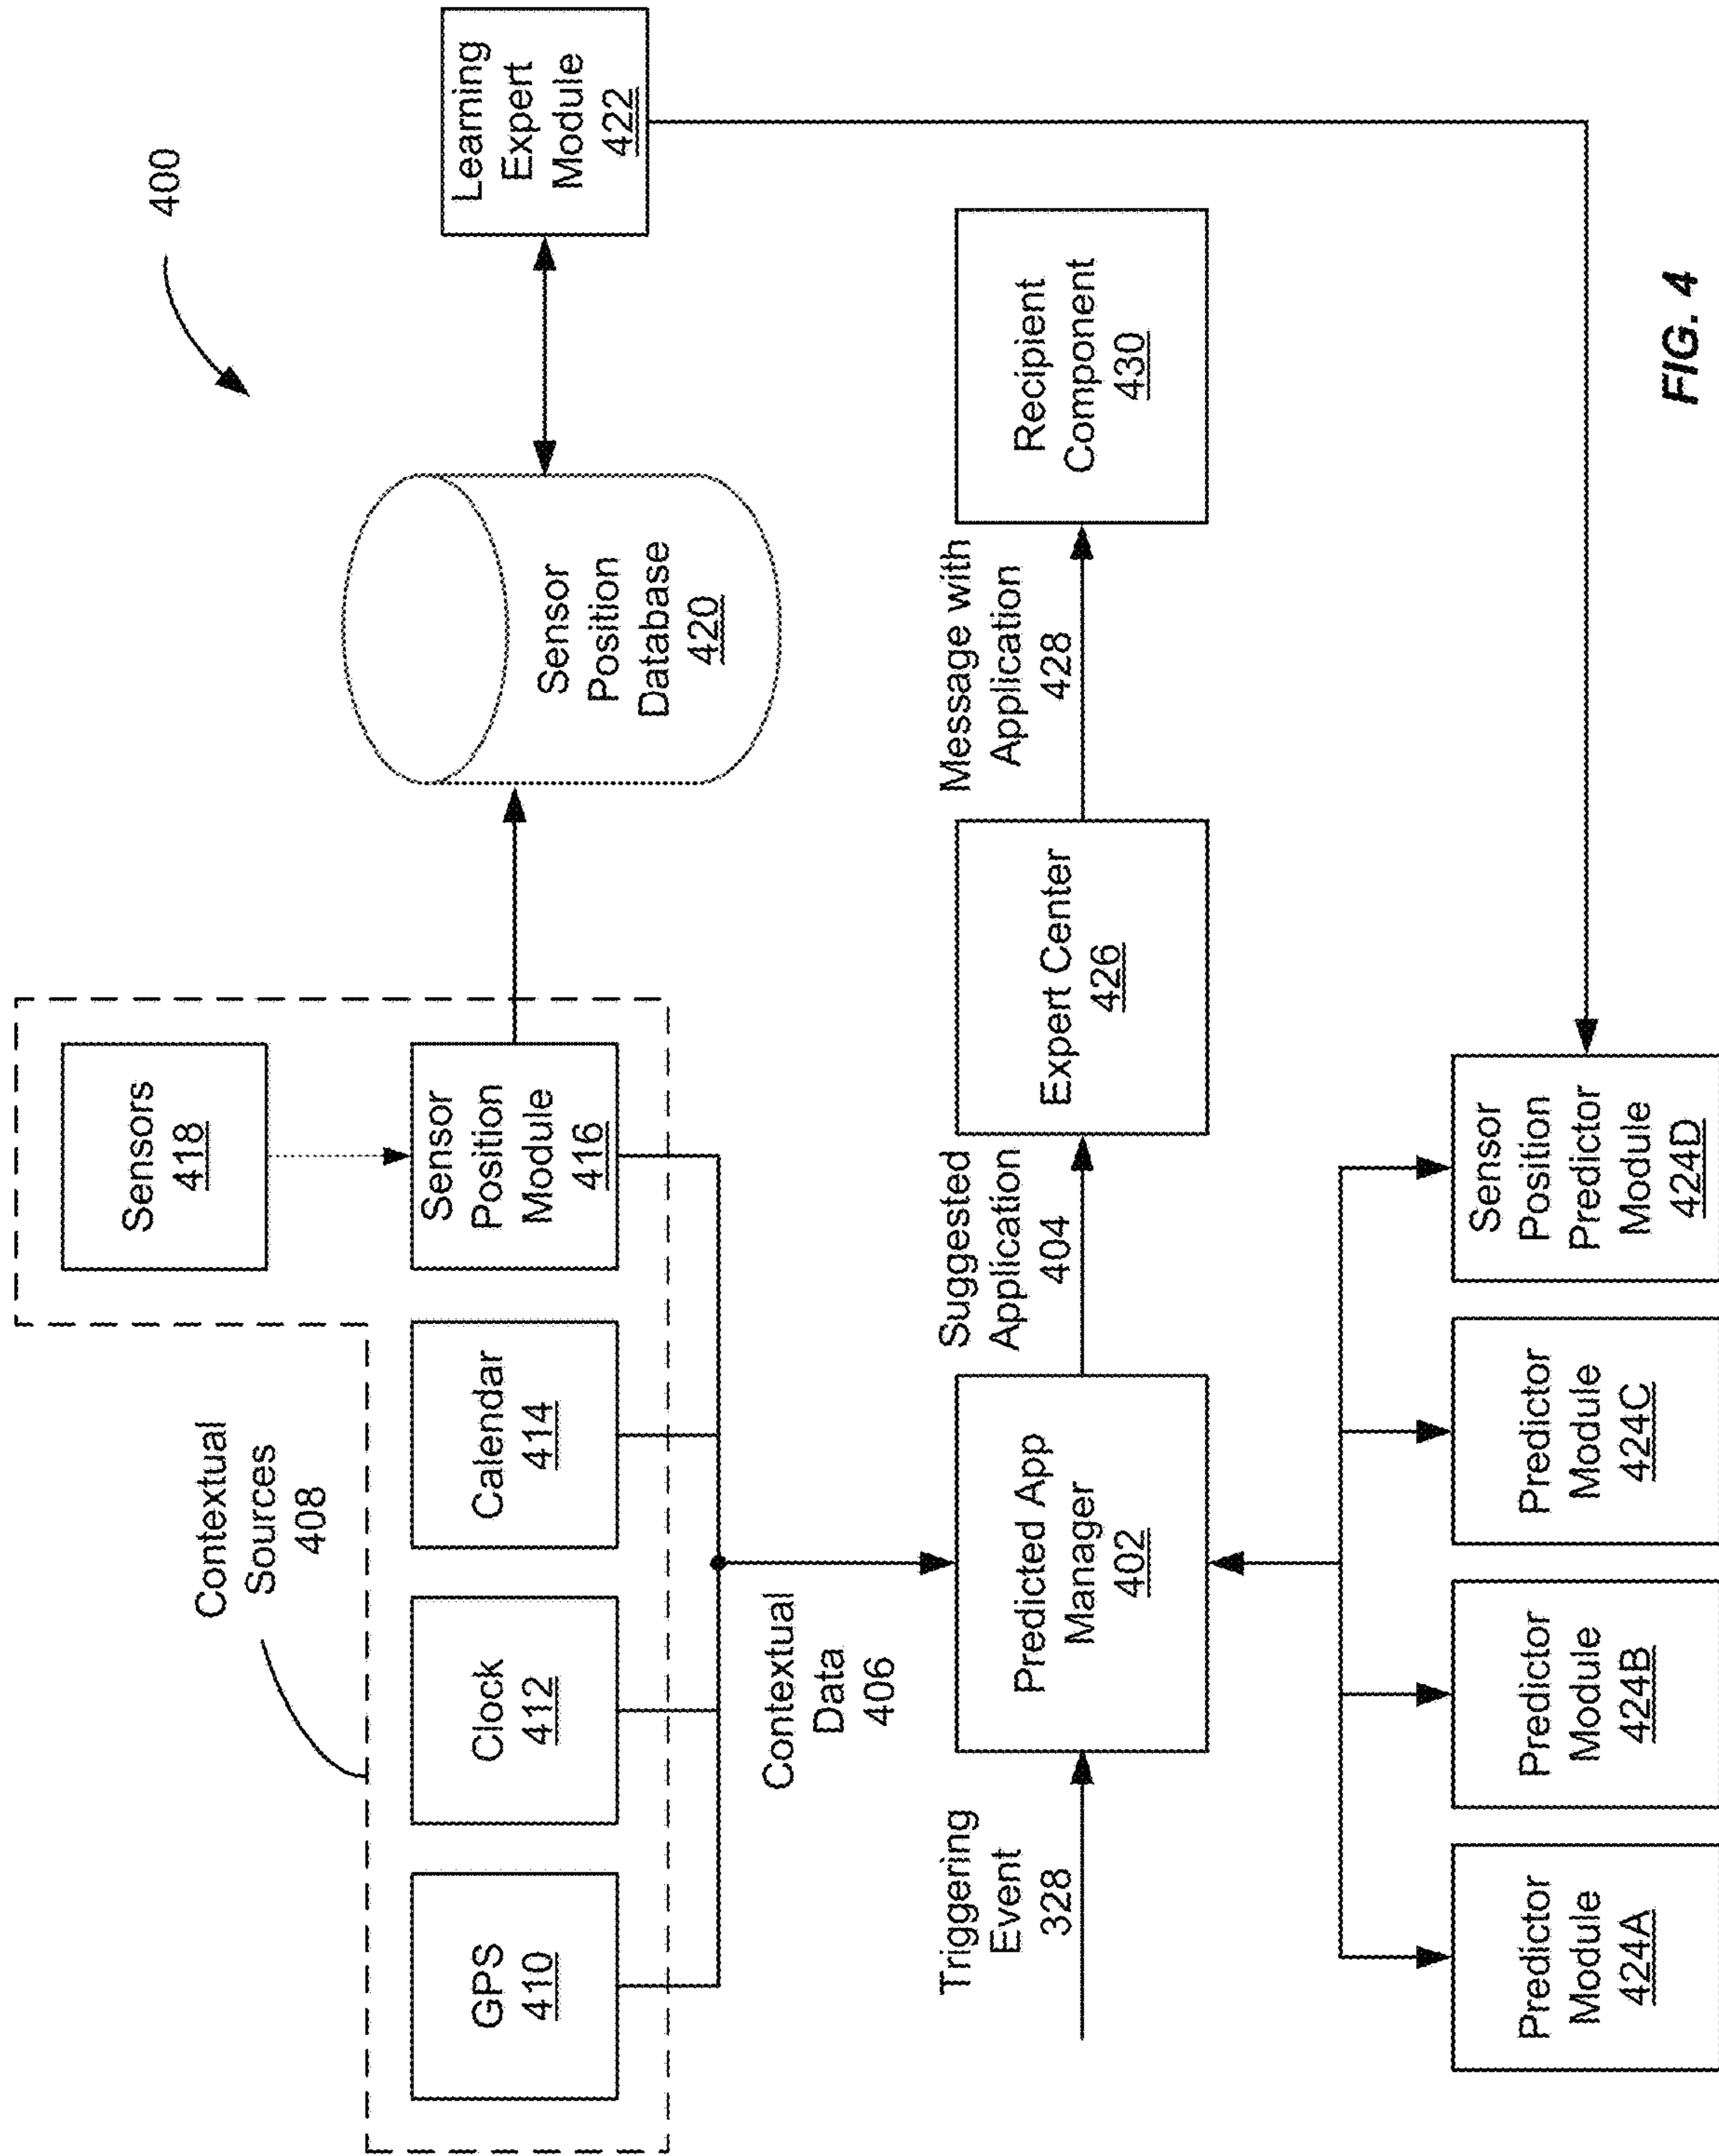 400
Contextual
Sources
408
Sensors
418
GPS
410
Clock
412
Calendar
414
Sensor
Position
Module
416
Sensor
Position
Database
420
Learning
Expert
Module
422
Contextual
Data
406
Triggering
Event
328
Predicted App
Manager
402
Suggested
Application
404
Expert Center
426
Message with
Application
428
Recipient
Component
430
Predictor
Module
424A
Predictor
Module
424B
Predictor
Module
424C
Sensor
Position
Predictor
Module
424D
FIG. 4